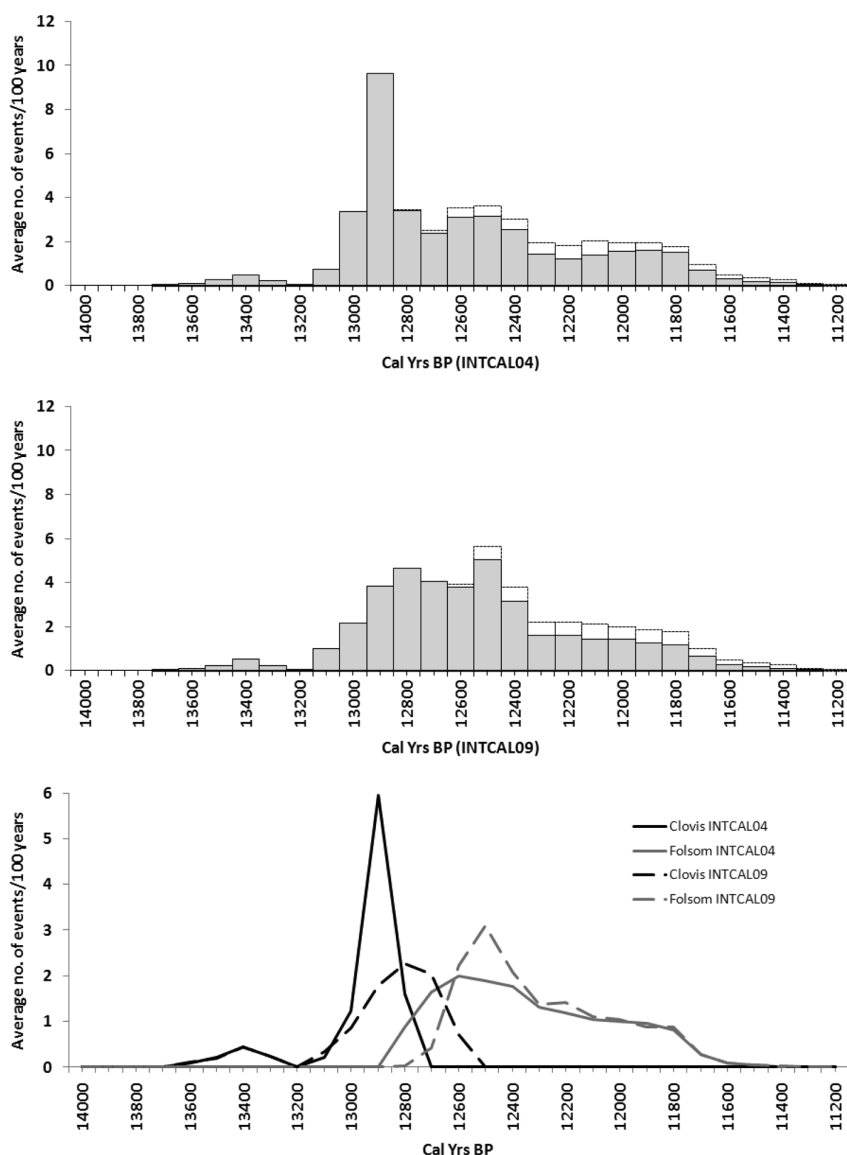 Average no. of events/100 years
12
10
8
6
4
2
0
14000 13800 13600 13400 13200 13000 12800 12600 12400 12200 12000 11800 11600 11400 11200
Cal Yrs BP (INTCAL04)
Average no. of events/100 years
12
10
8
6
4
2
0
14000 13800 13600 13400 13200 13000 12800 12600 12400 12200 12000 11800 11600 11400 11200
Cal Yrs BP (INTCAL09)
Average no. of events/100 years
6
5
4
3
2
1
0
Clovis INTCAL04
Folsom INTCAL04
Clovis INTCAL09
Folsom INTCAL09
14000 13800 13600 13400 13200 13000 12800 12600 12400 12200 12000 11800 11600 11400 11200
Cal Yrs BP